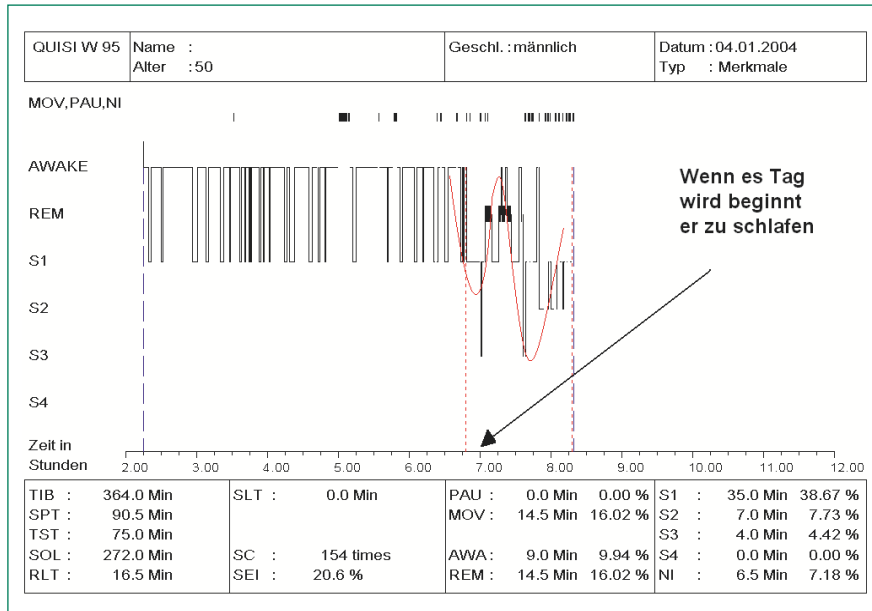 QUISI W 95 Name : Geschl. : männlich Datum : 04.01.2004
Alter : 50 Typ : Merkmale
MOV,PAU,NI
AWAKE
REM
S1
S2
S3
S4
Wenn es Tag
wird beginnt
er zu schlafen
Zeit in
Stunden
2.00 3.00 4.00 5.00 6.00 7.00 8.00 9.00 10.00 11.00 12.00
TIB : 364.0 Min SLT : 0.0 Min PAU : 0.0 Min 0.00 % S1 : 35.0 Min 38.67 %
SPT : 90.5 Min MOV : 14.5 Min 16.02 % S2 : 7.0 Min 7.73 %
TST : 75.0 Min S3 : 4.0 Min 4.42 %
SOL : 272.0 Min SC : 154 times AWA : 9.0 Min 9.94 % S4 : 0.0 Min 0.00 %
RLT : 16.5 Min SEI : 20.6 % REM : 14.5 Min 16.02 % NI : 6.5 Min 7.18 %